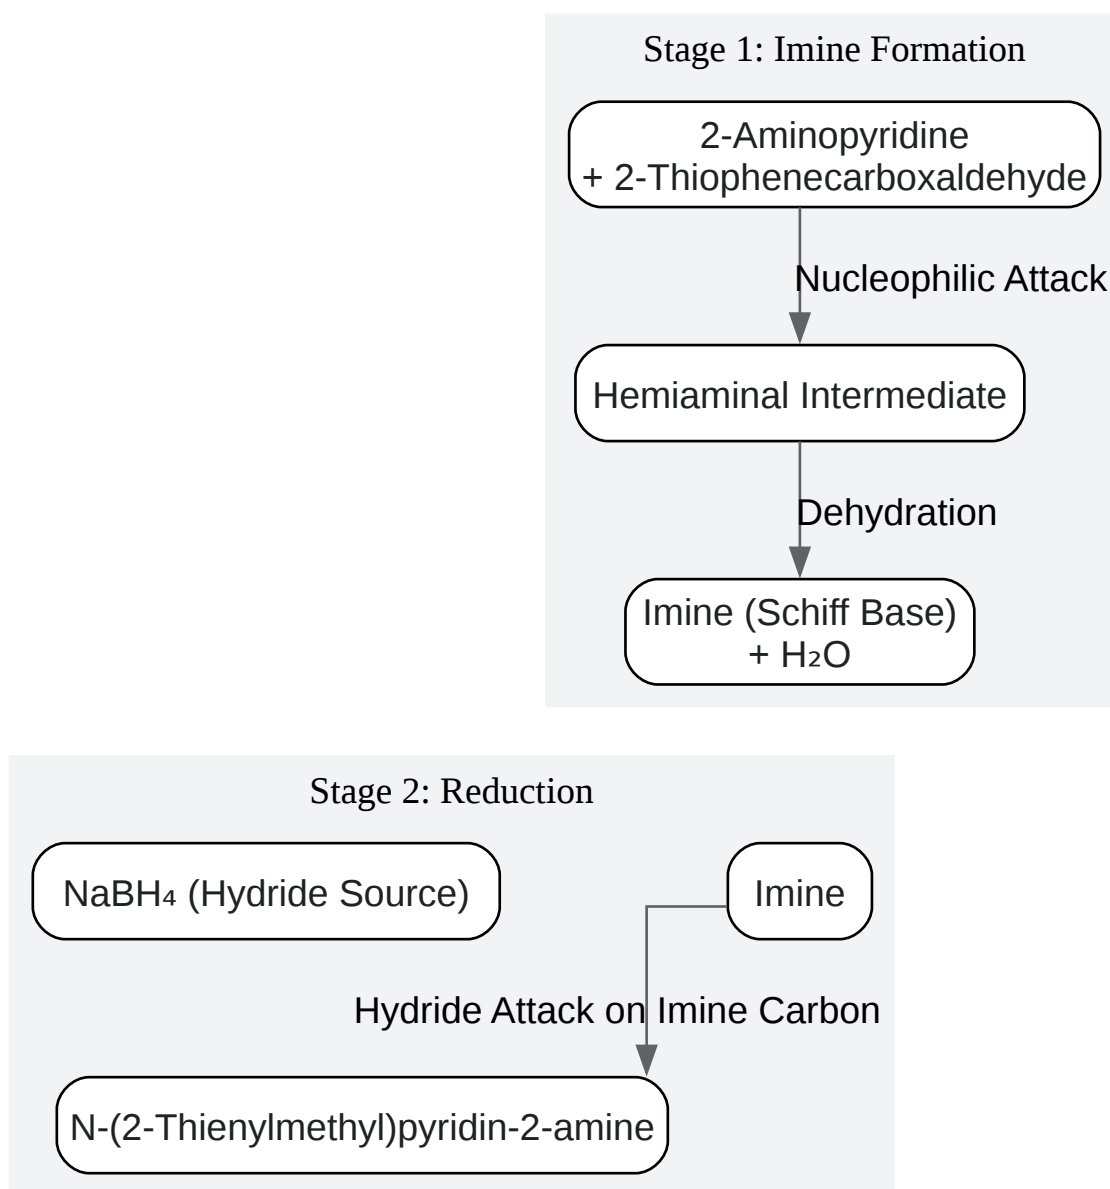 Stage 1: Imine Formation
2-Aminopyridine
+ 2-Thiophenecarboxaldehyde
Nucleophilic Attack
Hemiaminal Intermediate
Dehydration
Imine (Schiff Base)
+ H₂O
Stage 2: Reduction
NaBH₄ (Hydride Source)
Imine
Hydride Attack on Imine Carbon
N-(2-Thienylmethyl)pyridin-2-amine